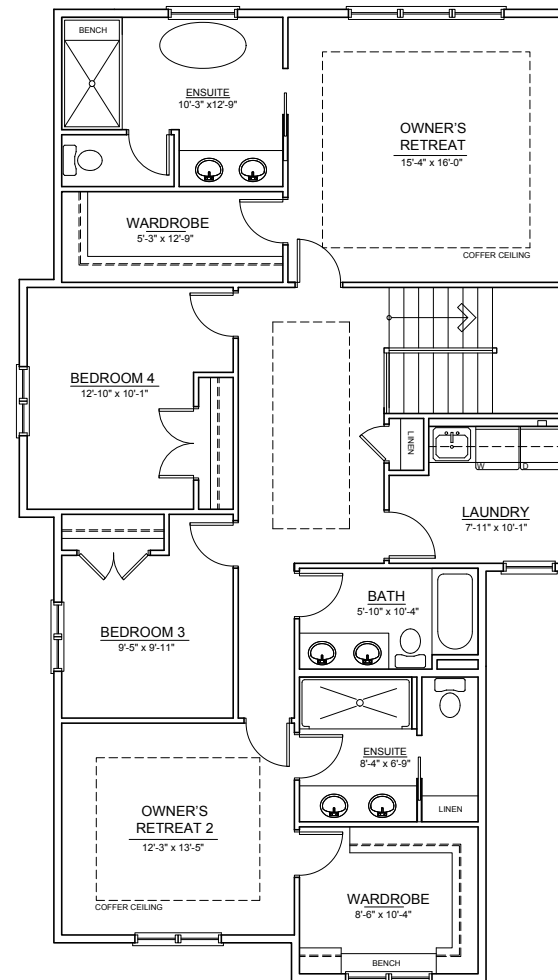 BENCH
ENSUITE
10'-3" x12'-9"
OWNER'S
RETREAT
15'-4" x 16'-0"
COFFER CEILING
WARDROBE
5'-3" x 12'-9"
BEDROOM 4
12'-10" x 10'-1"
LINEN
W
D
LAUNDRY
7'-11" x 10'-1"
BATH
5'-10" x 10'-4"
BEDROOM 3
9'-5" x 9'-11"
ENSUITE
8'-4" x 6'-9"
LINEN
OWNER'S
RETREAT 2
12'-3" x 13'-5"
COFFER CEILING
WARDROBE
8'-6" x 10'-4"
BENCH